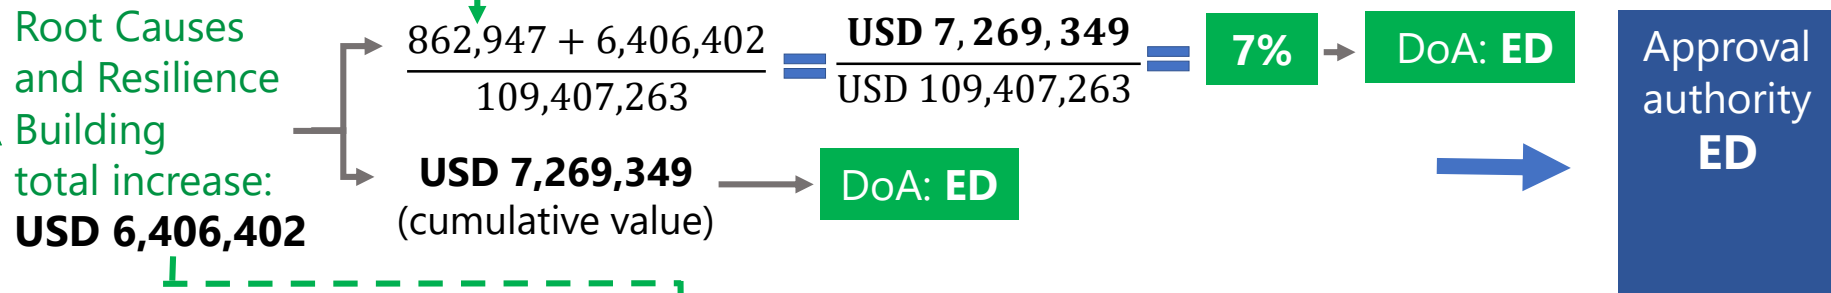 Root Causes
and Resilience
Building
total increase:
USD 6,406,402
862,947 + 6,406,402
109,407,263
=
USD 7,269,349
USD 109,407,263
=
7%
DoA: ED
USD 7,269,349
(cumulative value)
DoA: ED
Approval
authority
ED